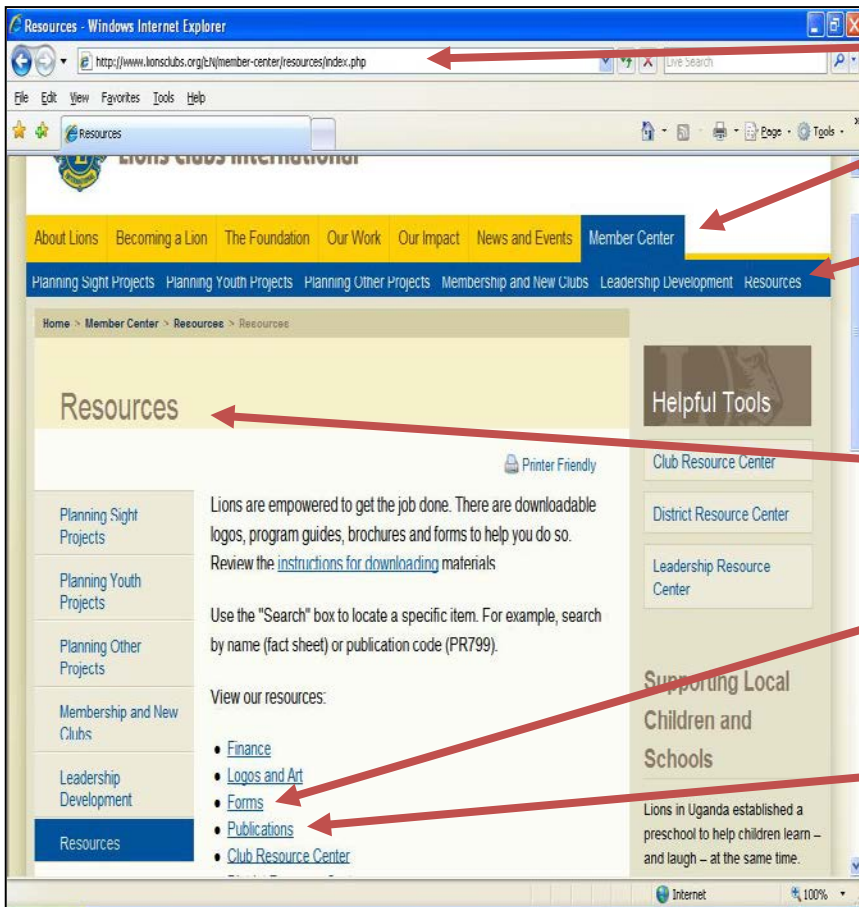 Resources - Windows Internet Explorer
http://www.lionsclubs.org/EN/member-center/resources/index.php
Live Search
File Edit View Favorites Tools Help
Resources
Page Tools
Lions Clubs International
About Lions Becoming a Lion The Foundation Our Work Our Impact News and Events Member Center
Planning Sight Projects Planning Youth Projects Planning Other Projects Membership and New Clubs Leadership Development Resources
Home > Member Center > Resources > Resources
Resources
Printer Friendly
Planning Sight
Projects
Planning Youth
Projects
Planning Other
Projects
Membership and New
Clubs
Leadership
Development
Resources
Lions are empowered to get the job done. There are downloadable
logos, program guides, brochures and forms to help you do so.
Review the instructions for downloading materials
Use the "Search" box to locate a specific item. For example, search
by name (fact sheet) or publication code (PR799).
View our resources:
• Finance
• Logos and Art
• Forms
• Publications
• Club Resource Center
Helpful Tools
Club Resource Center
District Resource Center
Leadership Resource
Center
Supporting Local
Children and
Schools
Lions in Uganda established a
preschool to help children learn –
and laugh – at the same time.
Internet
100%